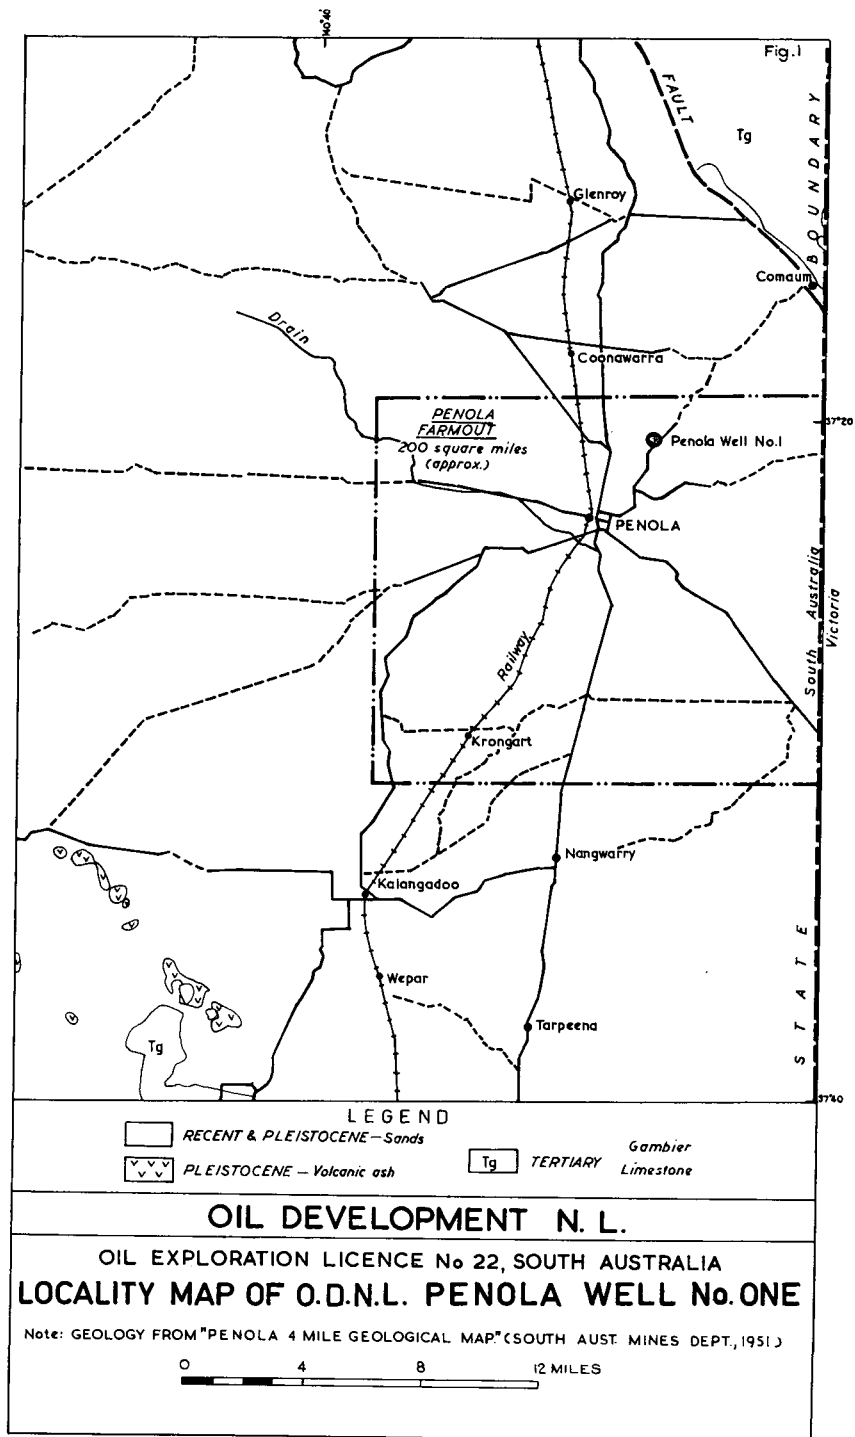 140°40'
Fig.1
FAULT
Tg
BOUNDARY
Glenroy
Comaum
Drain
Coonawarra
PENOLA
FARMOUT
200 square miles
(approx.)
37°20
Penola Well No.1
PENOLA
South Australia
Victoria
Railway
Krongart
Nangwarry
Kalangadoo
STATE
Wepar
Tarpeena
Tg
37°40
LEGEND
RECENT & PLEISTOCENE—Sands
PLEISTOCENE — Volcanic ash
Tg TERTIARY Gambier
Limestone
OIL DEVELOPMENT N. L.
OIL EXPLORATION LICENCE No 22, SOUTH AUSTRALIA
LOCALITY MAP OF O.D.N.L. PENOLA WELL No. ONE
Note: GEOLOGY FROM "PENOLA 4 MILE GEOLOGICAL MAP." (SOUTH AUST. MINES DEPT., 1951)
0 4 8 12 MILES